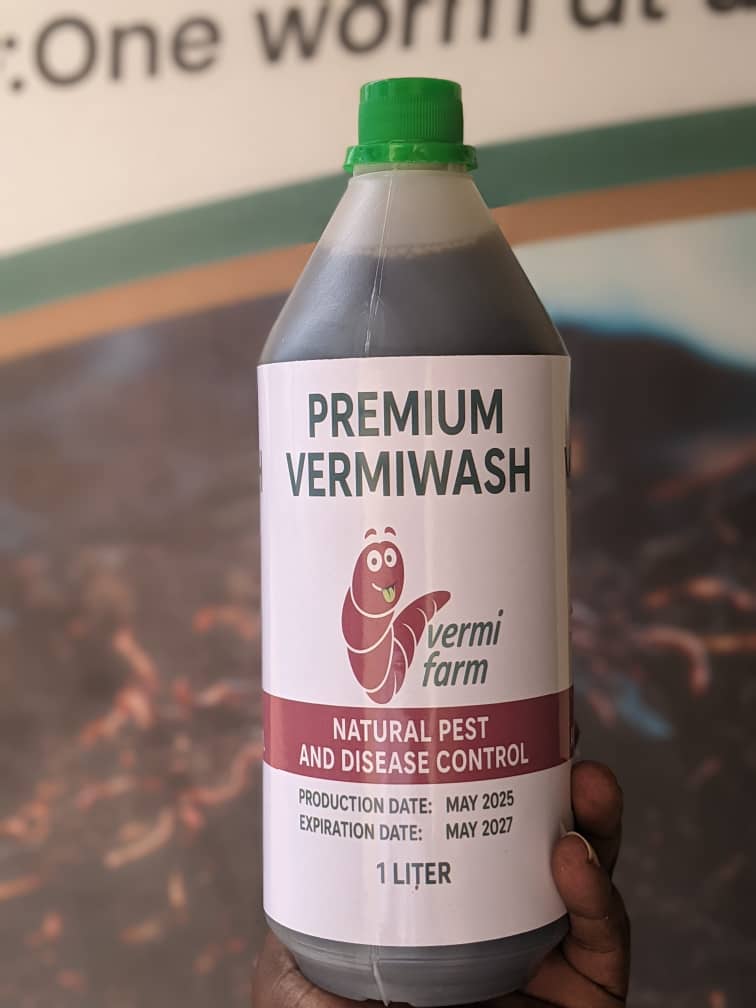 :One worm at a
PREMIUM
VERMIWASH
vermi
farm
NATURAL PEST
AND DISEASE CONTROL
PRODUCTION DATE: MAY 2025
EXPIRATION DATE: MAY 2027
1 LITER